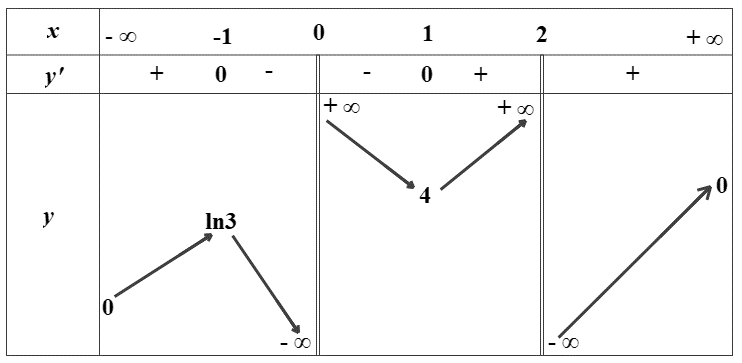 x - ∞ -1 0 1 2 + ∞
y' + 0 - - 0 + +
+ ∞ + ∞
4 0
y ln3
0
- ∞ - ∞